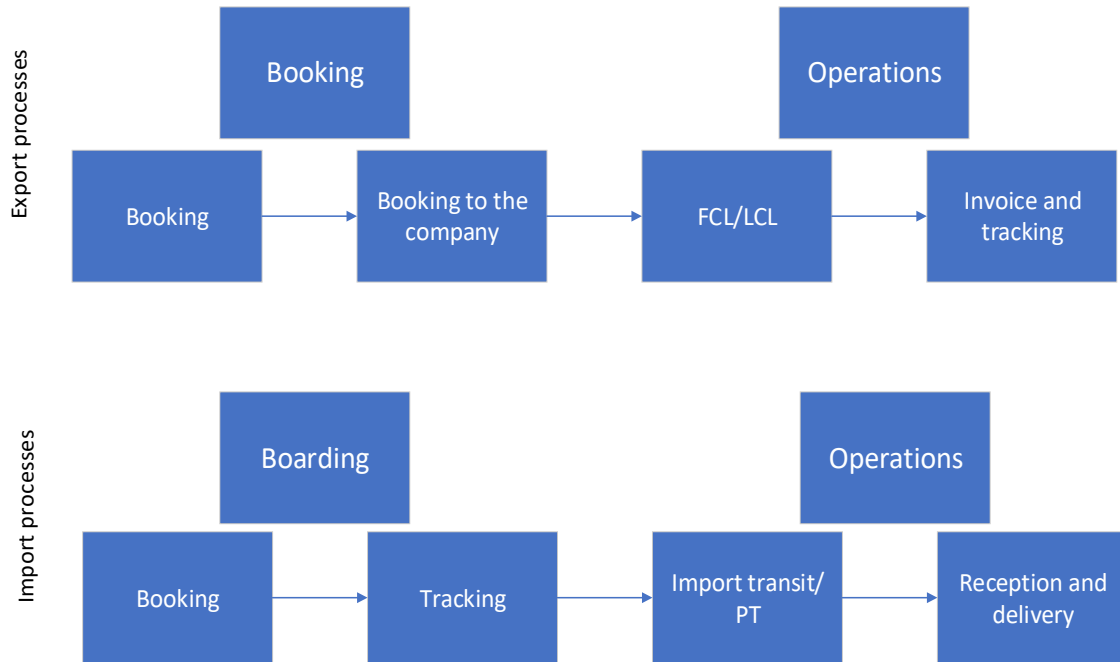 Export processes
Booking
Operations
Booking
Booking to the
company
FCL/LCL
Invoice and
tracking
Import processes
Boarding
Operations
Booking
Tracking
Import transit/
PT
Reception and
delivery